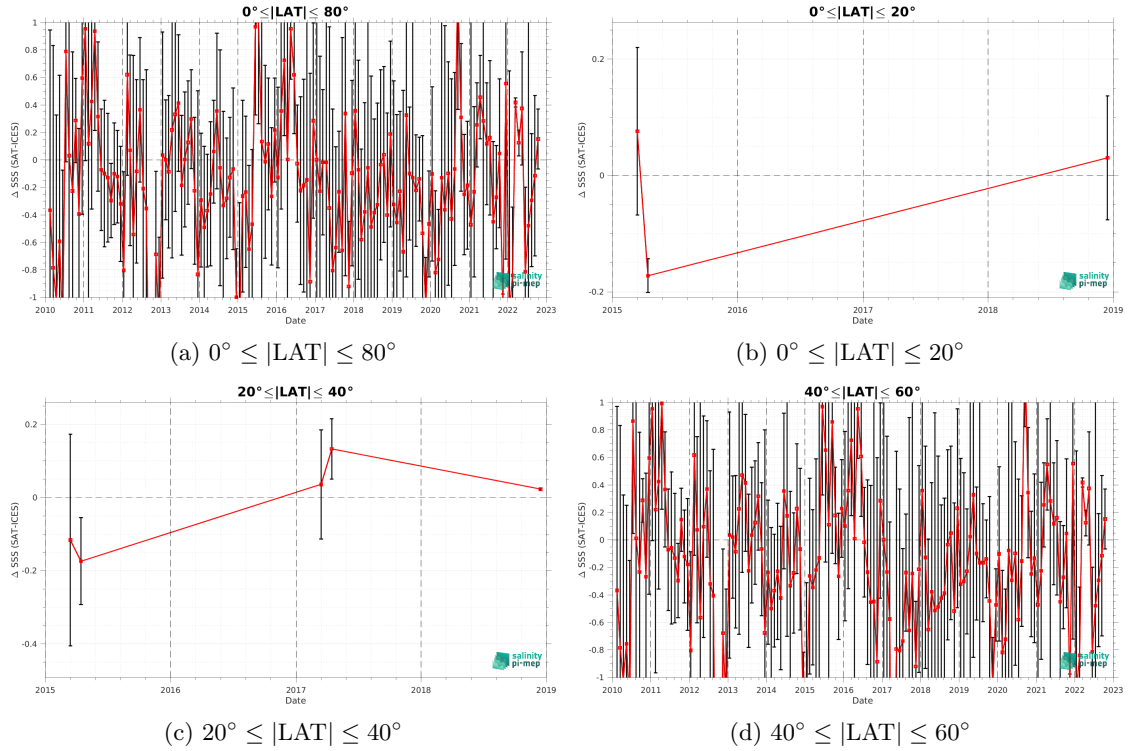 0°≤|LAT|≤ 80°
Δ SSS (SAT-ICES)
1
0.8
0.6
0.4
0.2
0
-0.2
-0.4
-0.6
-0.8
-1
2010 2011 2012 2013 2014 2015 2016 2017 2018 2019 2020 2021 2022 2023
Date
salinity
pi-mep
(a) 0° ≤ |LAT| ≤ 80°
0°≤|LAT|≤ 20°
Δ SSS (SAT-ICES)
0.2
0
-0.2
2015 2016 2017 2018 2019
Date
salinity
pi-mep
(b) 0° ≤ |LAT| ≤ 20°
20°≤|LAT|≤ 40°
Δ SSS (SAT-ICES)
0.2
0
-0.2
-0.4
2015 2016 2017 2018 2019
Date
salinity
pi-mep
(c) 20° ≤ |LAT| ≤ 40°
40°≤|LAT|≤ 60°
Δ SSS (SAT-ICES)
1
0.8
0.6
0.4
0.2
0
-0.2
-0.4
-0.6
-0.8
-1
2010 2011 2012 2013 2014 2015 2016 2017 2018 2019 2020 2021 2022 2023
Date
salinity
pi-mep
(d) 40° ≤ |LAT| ≤ 60°